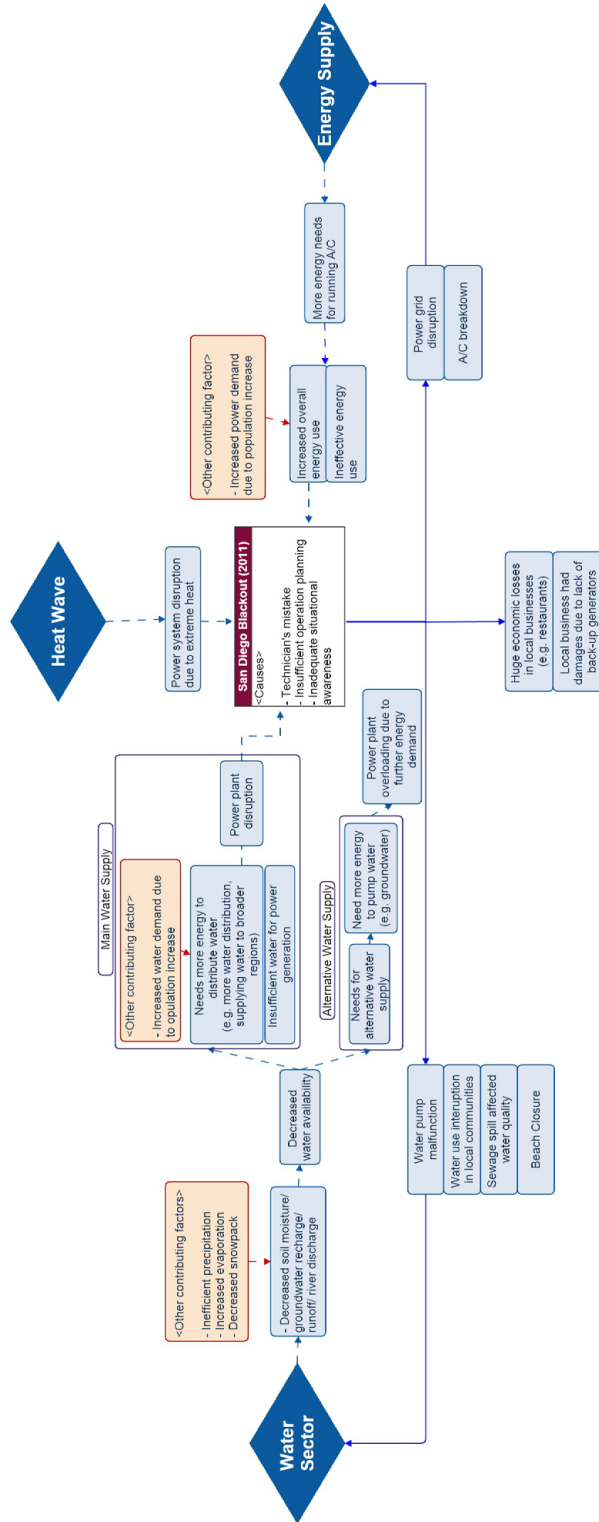 Heat Wave
Power system disruption
due to extreme heat
Main Water Supply
<Other contributing factor>
- Increased water demand due
to opulation increase
Needs more energy to
distribute water
(e.g. more water distribution,
supplying water to broader
regions)
Insufficient water for power
generation
Power plant
disruption
San Diego Blackout (2011)
<Causes>
- Technician's mistake
- Insufficient operation planning
- Inadequate situational
awareness
<Other contributing factor>
- Increased power demand
due to population increase
Increased overall
energy use
Ineffective energy
use
More energy needs
for running A/C
Energy Supply
Water
Sector
<Other contributing factors>
- Inefficient precipitation
- Increased evaporation
- Decreased snowpack
- Decreased soil moisture/
groundwater recharge/
runoff/ river discharge
Decreased
water availability
Alternative Water Supply
Needs for
alternative water
supply
Need more energy
to pump water
(e.g. groundwater)
Power plant
overloading due to
further energy
demand
Water pump
malfunction
Water use interuption
in local communities
Sewage spill affected
water quality
Beach Closure
Huge economic losses
in local businesses
(e.g. restaurants)
Local business had
damages due to lack of
back-up generators
Power grid
disruption
A/C breakdown